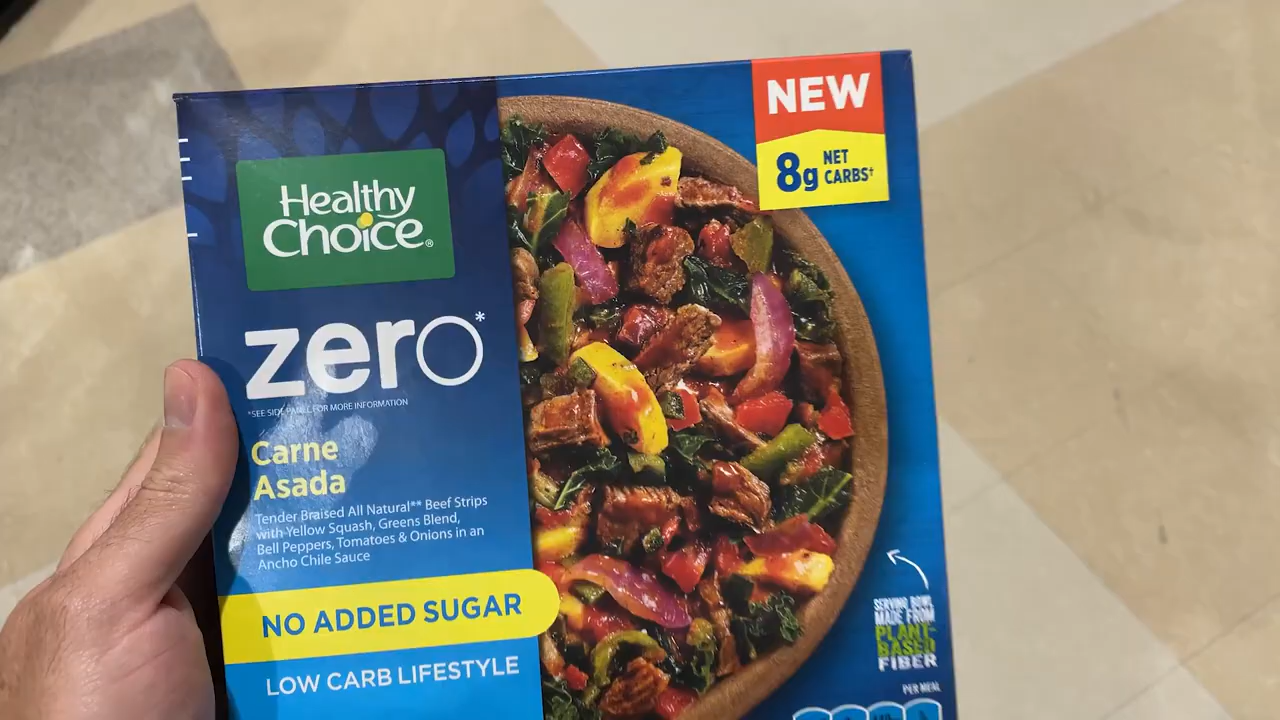 Healthy
Choice®
zero*
*SEE SIDE PANEL FOR MORE INFORMATION
Carne
Asada
Tender Braised All Natural** Beef Strips
with Yellow Squash, Greens Blend,
Bell Peppers, Tomatoes & Onions in an
Ancho Chile Sauce
NO ADDED SUGAR
LOW CARB LIFESTYLE
NEW
8g NET
CARBS†
SERVING BOWL
MADE FROM
PLANT-
BASED
FIBER
PER MEAL